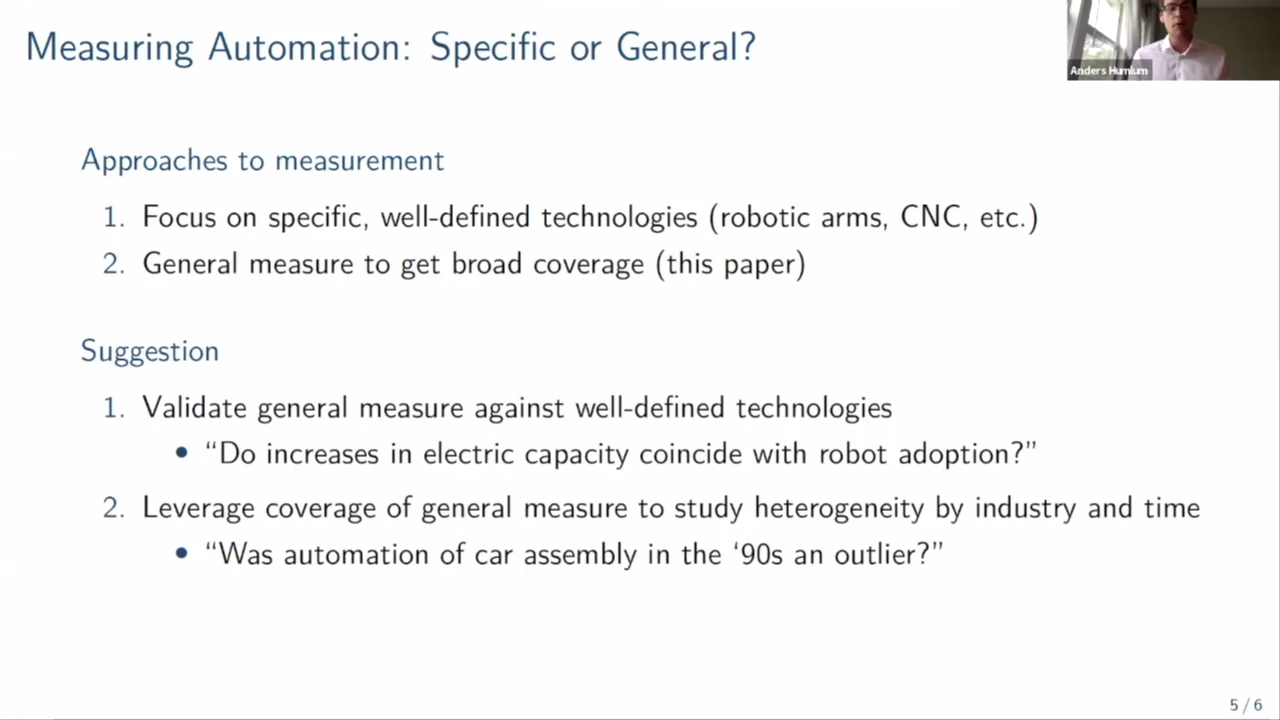 Measuring Automation: Specific or General?
Anders Humlum
Approaches to measurement
1. Focus on specific, well-defined technologies (robotic arms, CNC, etc.)
2. General measure to get broad coverage (this paper)
Suggestion
1. Validate general measure against well-defined technologies
• “Do increases in electric capacity coincide with robot adoption?”
2. Leverage coverage of general measure to study heterogeneity by industry and time
• “Was automation of car assembly in the ‘90s an outlier?”
5 / 6